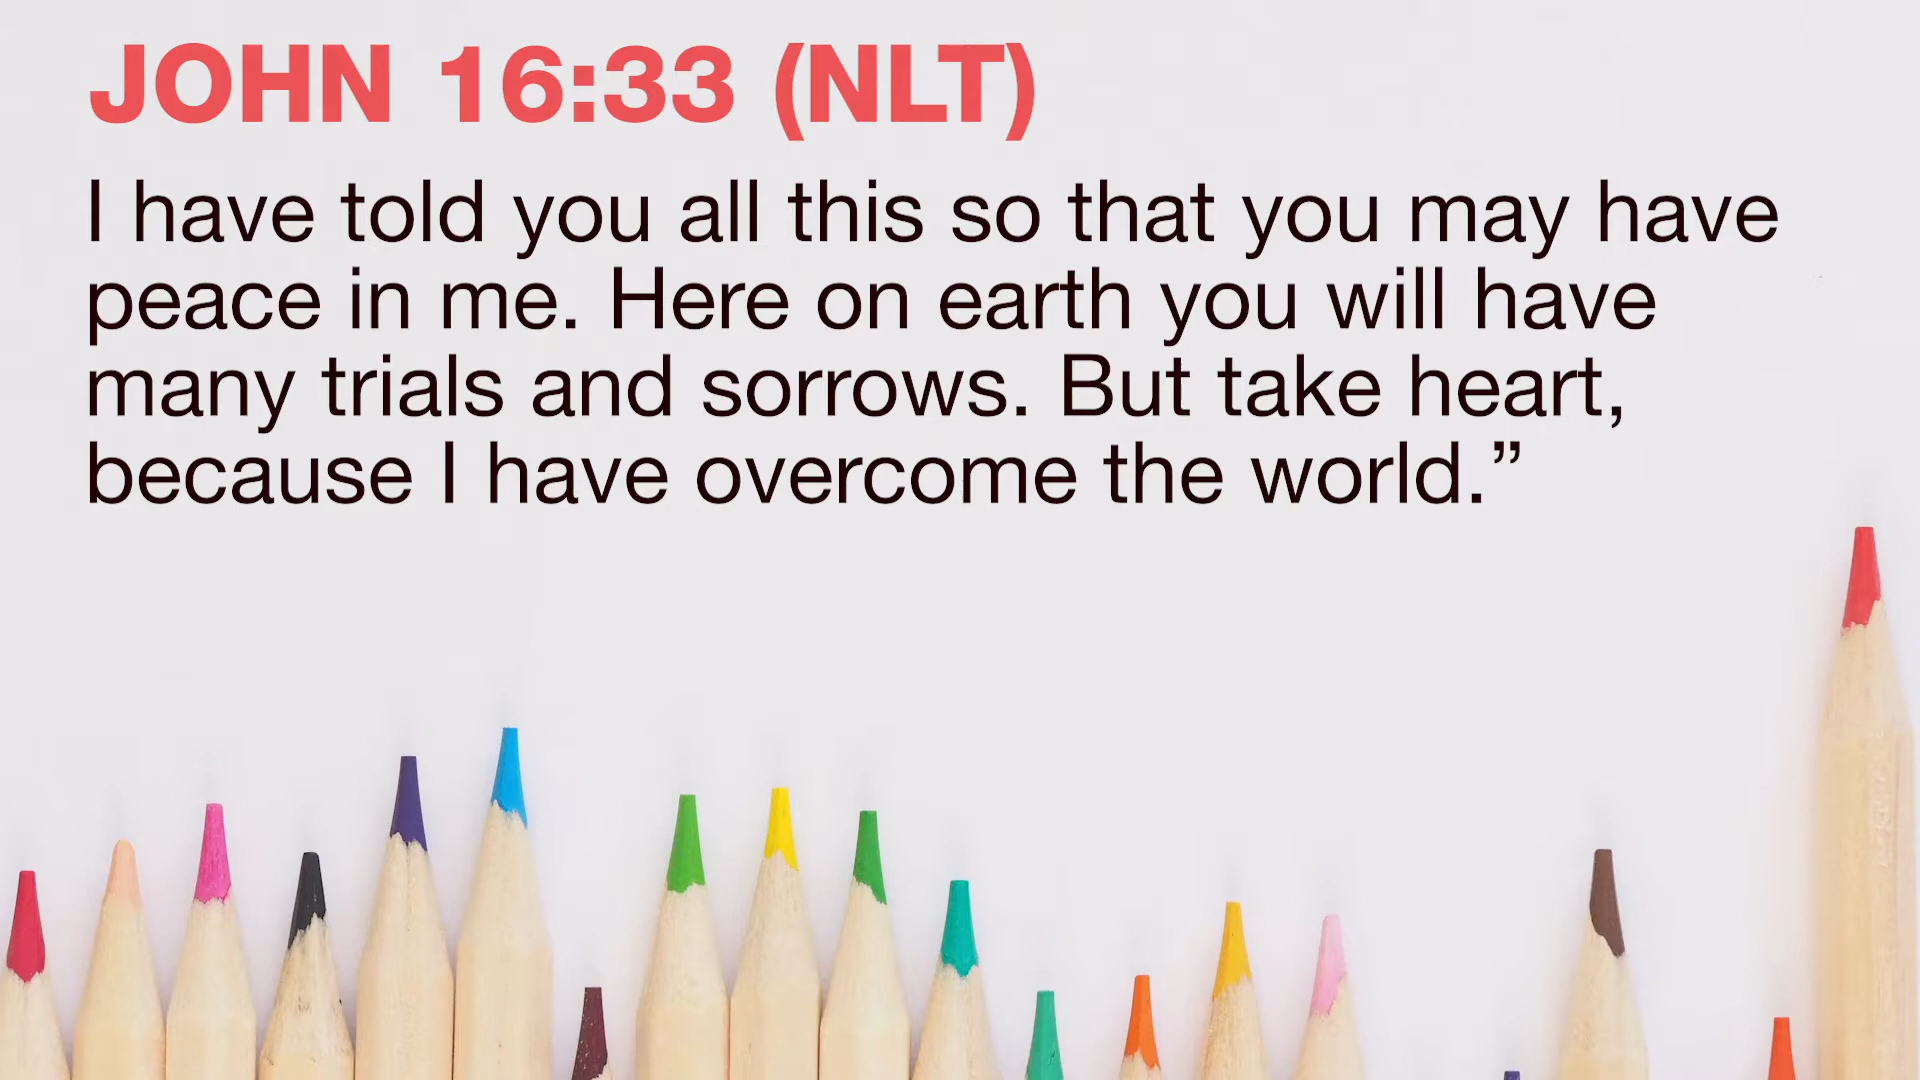 JOHN 16:33 (NLT)
I have told you all this so that you may have
peace in me. Here on earth you will have
many trials and sorrows. But take heart,
because I have overcome the world.”